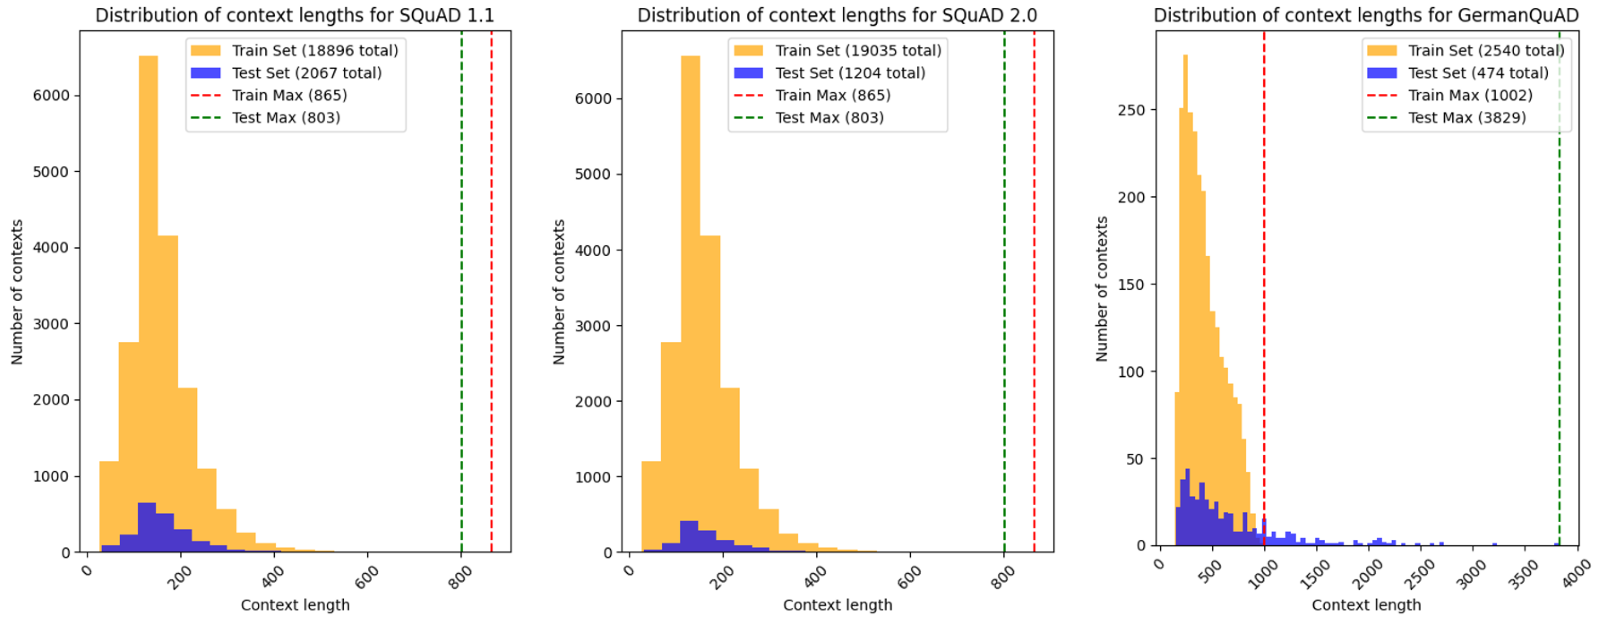 Distribution of context lengths for SQuAD 1.1
Train Set (18896 total)
Test Set (2067 total)
Train Max (865)
Test Max (803)
Number of contexts
6000
5000
4000
3000
2000
1000
0
0
200
400
600
800
Context length
Distribution of context lengths for SQuAD 2.0
Train Set (19035 total)
Test Set (1204 total)
Train Max (865)
Test Max (803)
Number of contexts
6000
5000
4000
3000
2000
1000
0
0
200
400
600
800
Context length
Distribution of context lengths for GermanQuAD
Train Set (2540 total)
Test Set (474 total)
Train Max (1002)
Test Max (3829)
Number of contexts
250
200
150
100
50
0
0
500
1000
1500
2000
2500
3000
3500
4000
Context length